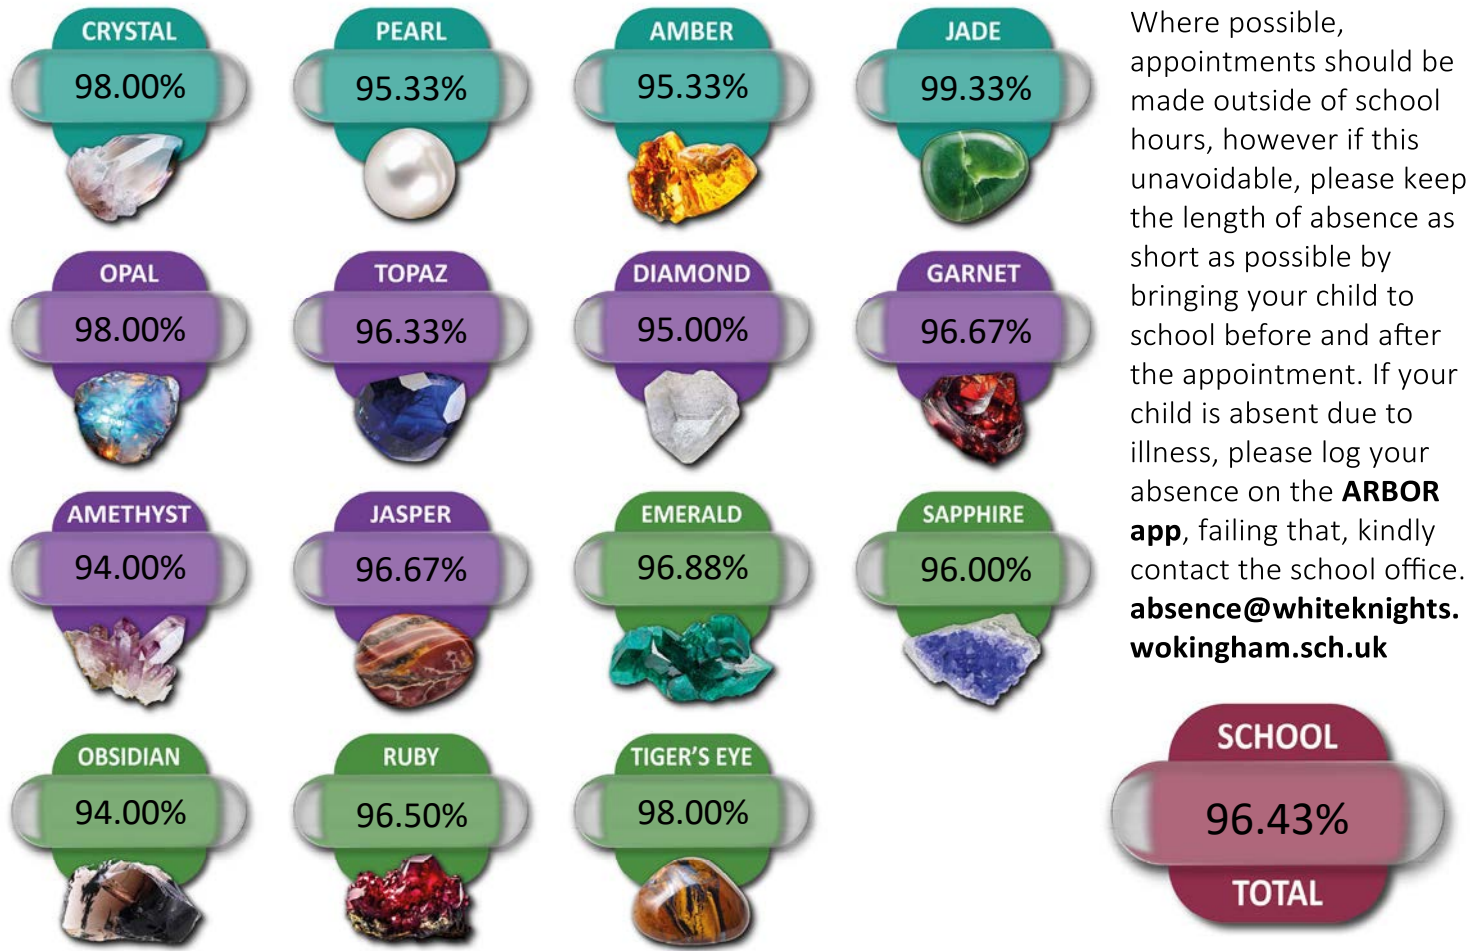 CRYSTAL
98.00%
PEARL
95.33%
AMBER
95.33%
JADE
99.33%
OPAL
98.00%
TOPAZ
96.33%
DIAMOND
95.00%
GARNET
96.67%
AMETHYST
94.00%
JASPER
96.67%
EMERALD
96.88%
SAPPHIRE
96.00%
OBSIDIAN
94.00%
RUBY
96.50%
TIGER'S EYE
98.00%
Where possible,
appointments should be
made outside of school
hours, however if this
unavoidable, please keep
the length of absence as
short as possible by
bringing your child to
school before and after
the appointment. If your
child is absent due to
illness, please log your
absence on the ARBOR
app, failing that, kindly
contact the school office.
absence@whiteknights.
wokingham.sch.uk
SCHOOL
96.43%
TOTAL